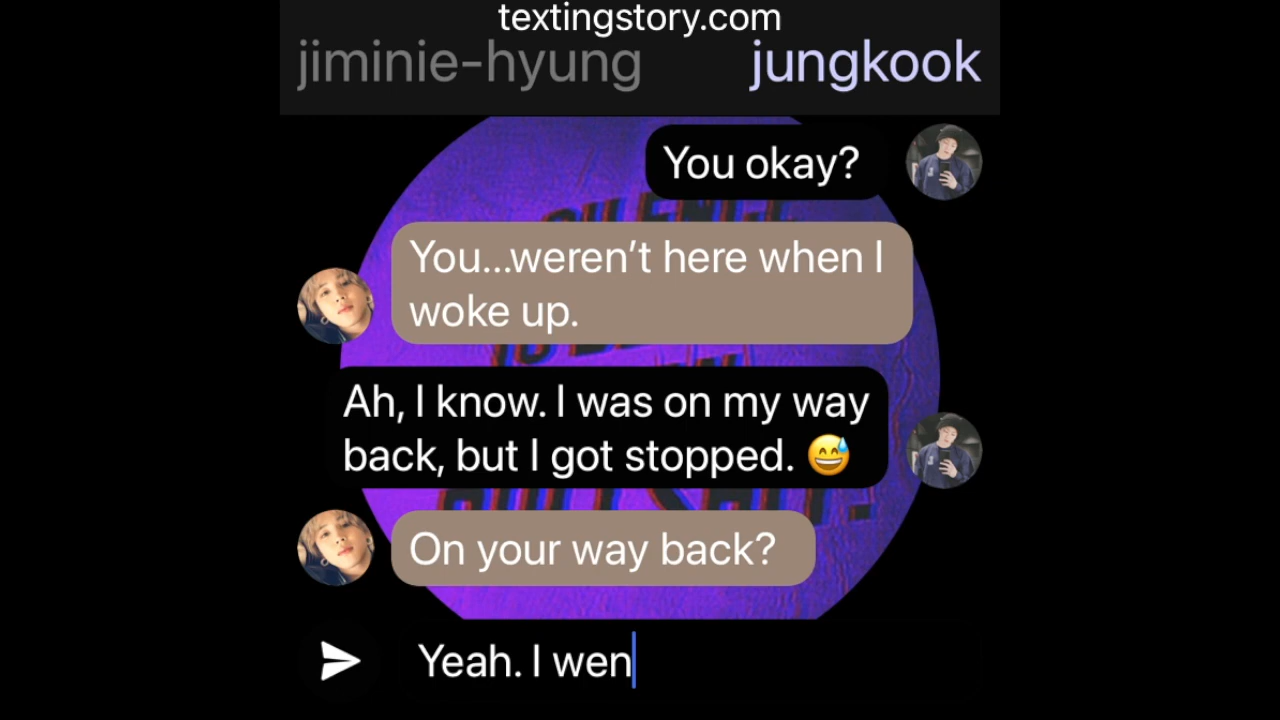 textingstory.com
jiminie-hyung jungkook
You okay?
You...weren't here when I
woke up.
Ah, I know. I was on my way
back, but I got stopped. 😅
On your way back?
Yeah. I wen